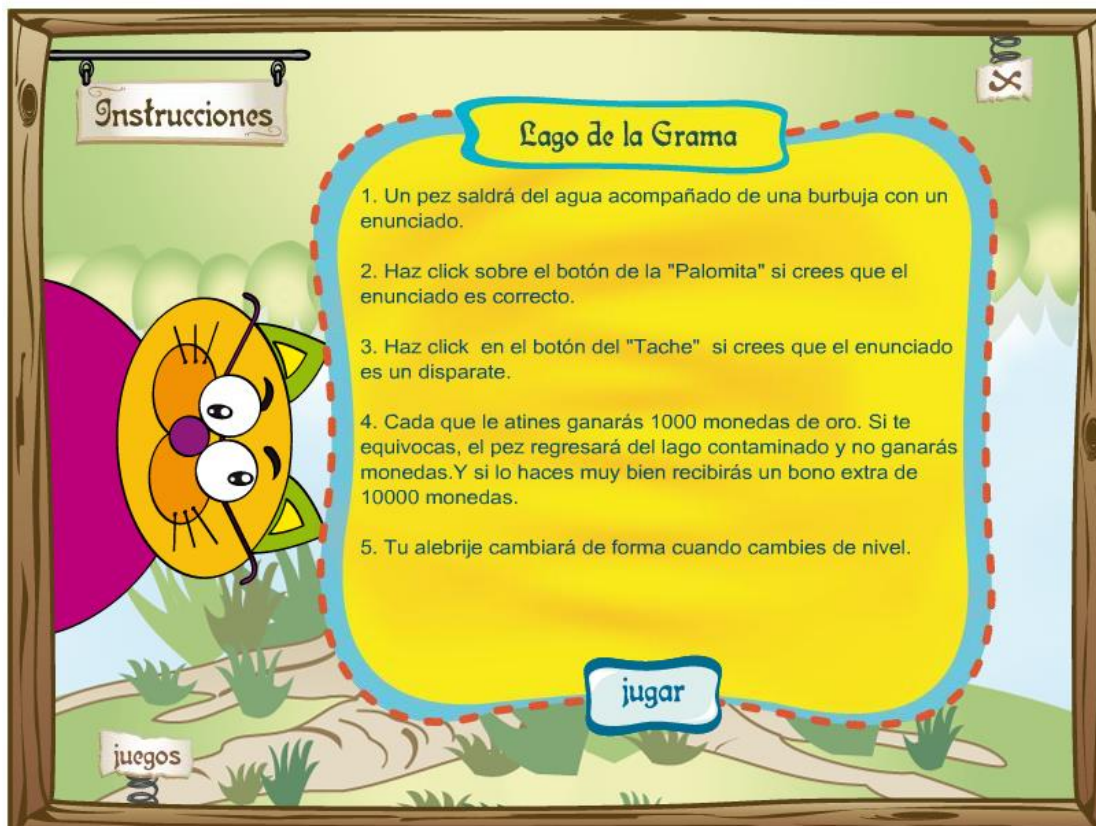 Instrucciones
x
Lago de la Grama
1. Un pez saldrá del agua acompañado de una burbuja con un
enunciado.
2. Haz click sobre el botón de la "Palomita" si crees que el
enunciado es correcto.
3. Haz click en el botón del "Tache" si crees que el enunciado
es un disparate.
4. Cada que le atines ganarás 1000 monedas de oro. Si te
equivocas, el pez regresará del lago contaminado y no ganarás
monedas.Y si lo haces muy bien recibirás un bono extra de
10000 monedas.
5. Tu alebrije cambiará de forma cuando cambies de nivel.
jugar
juegos